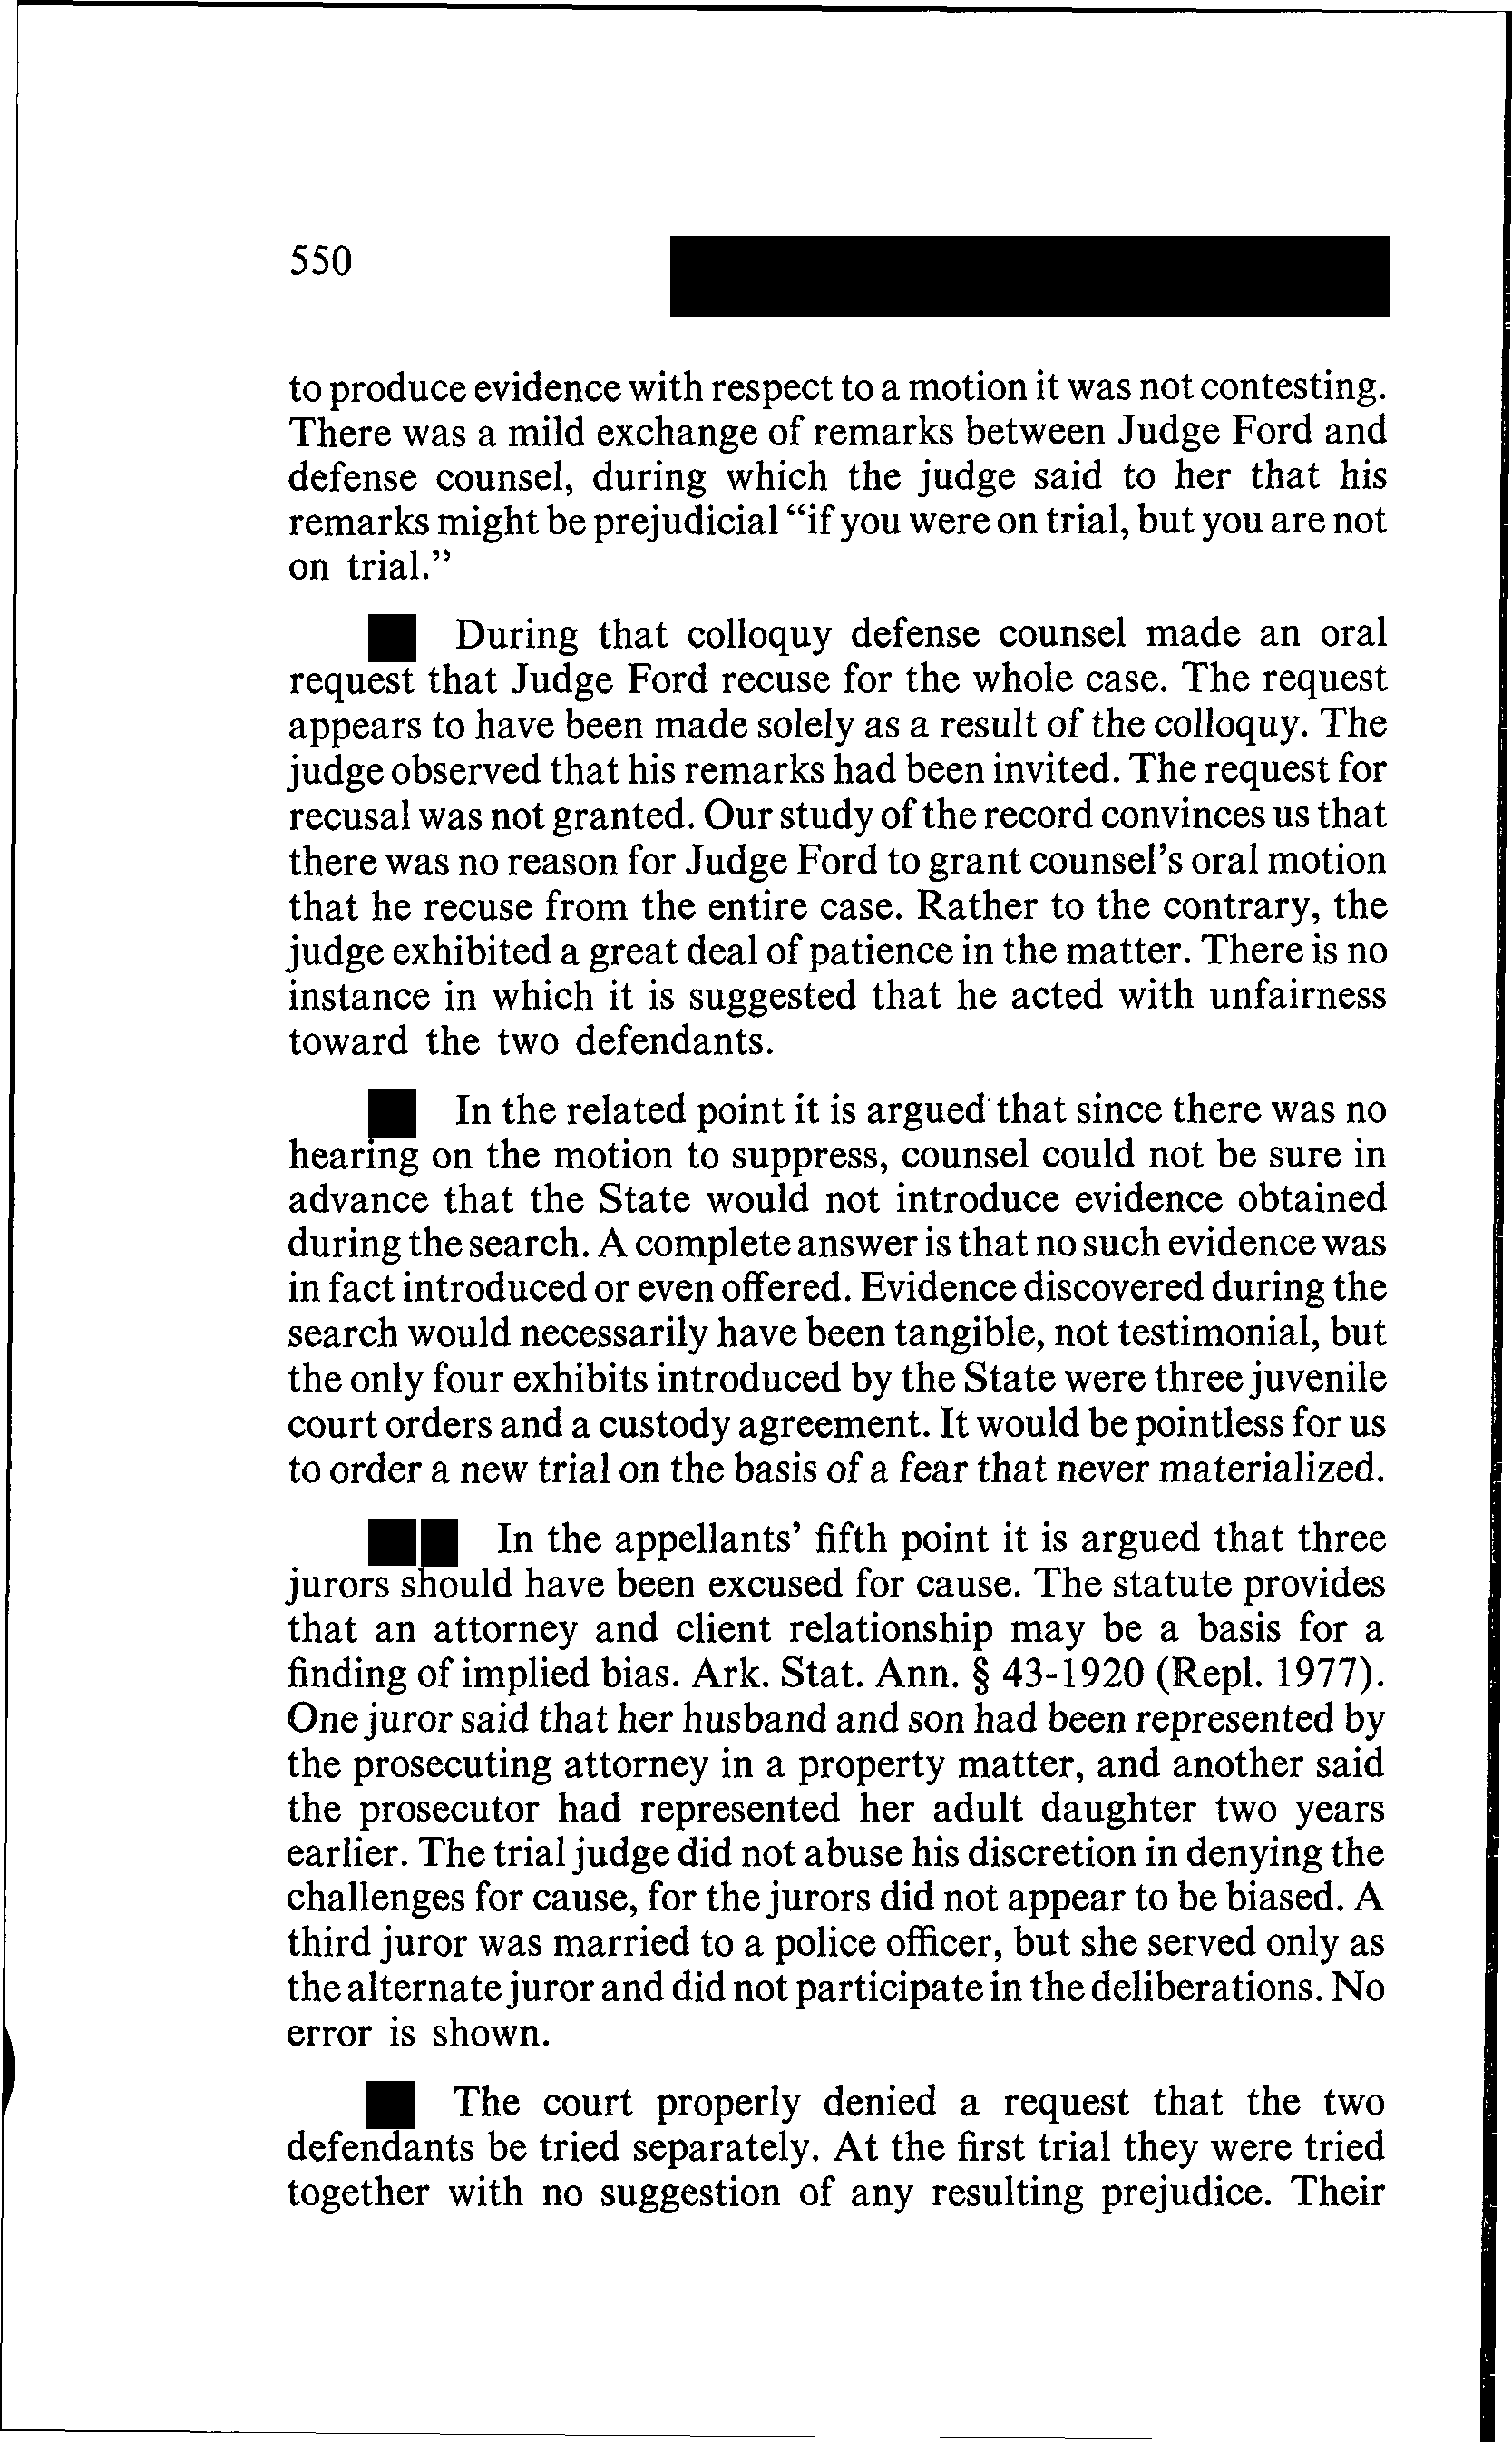 550
to produce evidence with respect to a motion it was not contesting.
There was a mild exchange of remarks between Judge Ford and
defense counsel, during which the judge said to her that his
remarks might be prejudicial “if you were on trial, but you are not
on trial.”
During that colloquy defense counsel made an oral
request that Judge Ford recuse for the whole case. The request
appears to have been made solely as a result of the colloquy. The
judge observed that his remarks had been invited. The request for
recusal was not granted. Our study of the record convinces us that
there was no reason for Judge Ford to grant counsel’s oral motion
that he recuse from the entire case. Rather to the contrary, the
judge exhibited a great deal of patience in the matter. There is no
instance in which it is suggested that he acted with unfairness
toward the two defendants.
In the related point it is argued that since there was no
hearing on the motion to suppress, counsel could not be sure in
advance that the State would not introduce evidence obtained
during the search. A complete answer is that no such evidence was
in fact introduced or even offered. Evidence discovered during the
search would necessarily have been tangible, not testimonial, but
the only four exhibits introduced by the State were three juvenile
court orders and a custody agreement. It would be pointless for us
to order a new trial on the basis of a fear that never materialized.
In the appellants’ fifth point it is argued that three
jurors should have been excused for cause. The statute provides
that an attorney and client relationship may be a basis for a
finding of implied bias. Ark. Stat. Ann. § 43-1920 (Repl. 1977).
One juror said that her husband and son had been represented by
the prosecuting attorney in a property matter, and another said
the prosecutor had represented her adult daughter two years
earlier. The trial judge did not abuse his discretion in denying the
challenges for cause, for the jurors did not appear to be biased. A
third juror was married to a police officer, but she served only as
the alternate juror and did not participate in the deliberations. No
error is shown.
The court properly denied a request that the two
defendants be tried separately. At the first trial they were tried
together with no suggestion of any resulting prejudice. Their